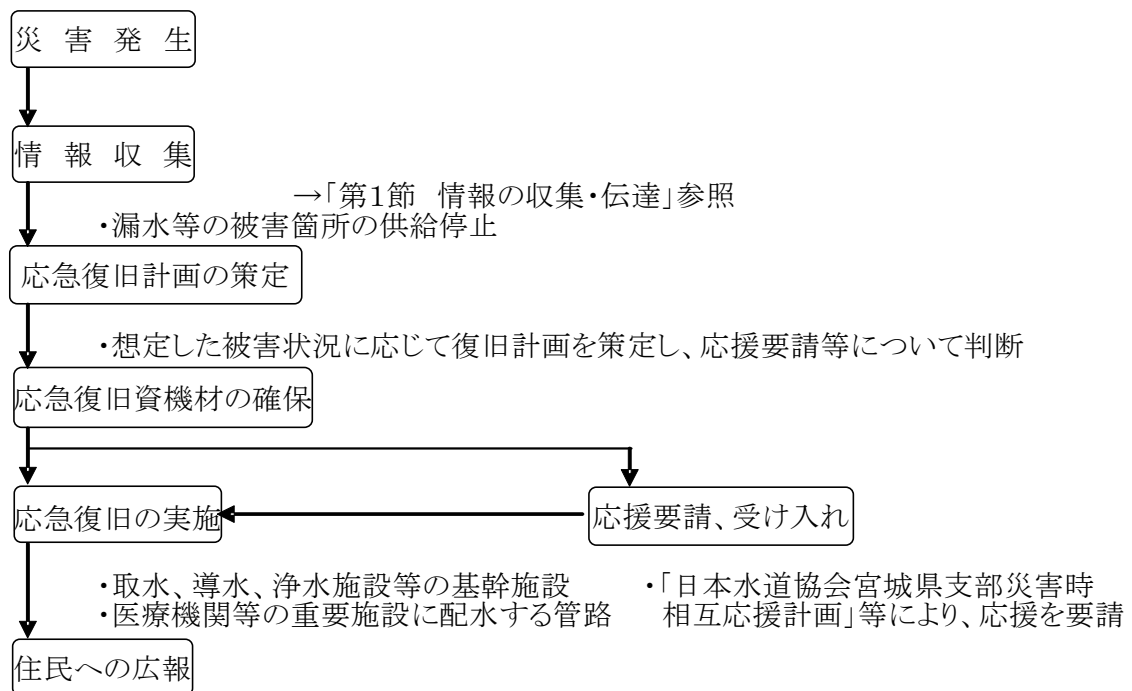 災 害 発 生
情 報 収 集
→「第1節 情報の収集・伝達」参照
・漏水等の被害箇所の供給停止
応急復旧計画の策定
・想定した被害状況に応じて復旧計画を策定し、応援要請等について判断
応急復旧資機材の確保
応急復旧の実施
応援要請、受け入れ
・取水、導水、浄水施設等の基幹施設
・医療機関等の重要施設に配水する管路
・「日本水道協会宮城県支部災害時
相互応援計画」等により、応援を要請
住民への広報